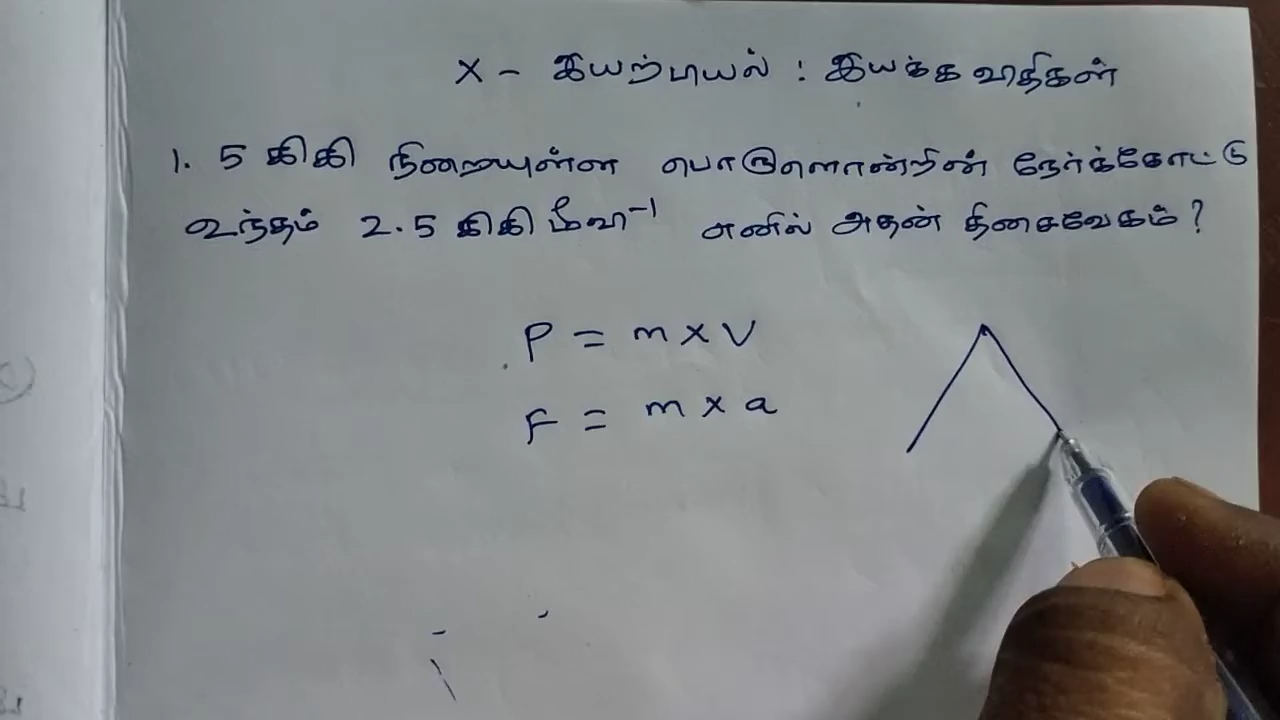 X - இயற்பியல் : இயக்க விதிகள்
1. 5 கிகி நிறையுள்ள பொருளொன்றின் நேர்க்கோட்டு
உந்தம் 2.5 கிகி மீவி⁻¹ எனில் அதன் திசைவேகம் ?
P = m x V
F = m x a